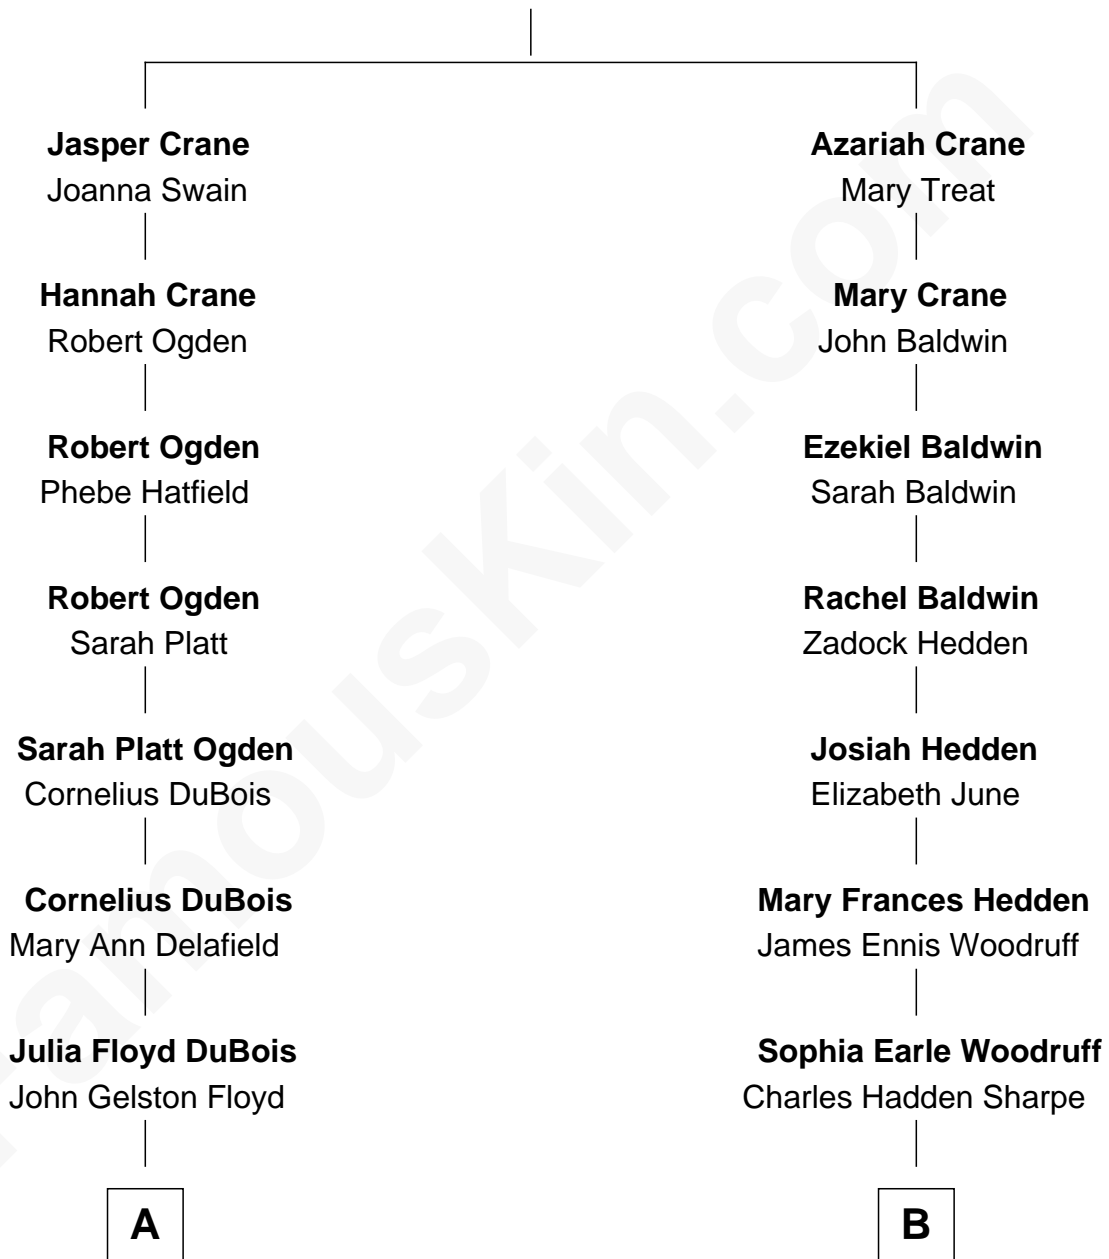 Jasper Crane
Joanna Swain
Hannah Crane
Robert Ogden
Robert Ogden
Phebe Hatfield
Robert Ogden
Sarah Platt
Sarah Platt Ogden
Cornelius DuBois
Cornelius DuBois
Mary Ann Delafield
Julia Floyd DuBois
John Gelston Floyd
A
Azariah Crane
Mary Treat
Mary Crane
John Baldwin
Ezekiel Baldwin
Sarah Baldwin
Rachel Baldwin
Zadock Hedden
Josiah Hedden
Elizabeth June
Mary Frances Hedden
James Ennis Woodruff
Sophia Earle Woodruff
Charles Hadden Sharpe
B
FamousKin.com